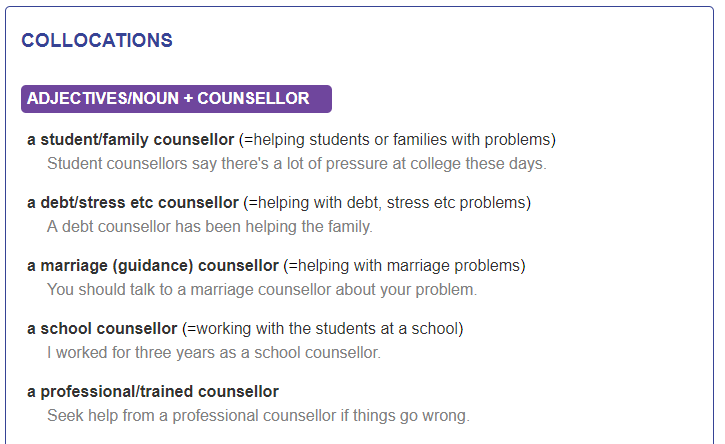 COLLOCATIONS
ADJECTIVES/NOUN + COUNSELLOR
a student/family counsellor (=helping students or families with problems)
Student counsellors say there's a lot of pressure at college these days.
a debt/stress etc counsellor (=helping with debt, stress etc problems)
A debt counsellor has been helping the family.
a marriage (guidance) counsellor (=helping with marriage problems)
You should talk to a marriage counsellor about your problem.
a school counsellor (=working with the students at a school)
I worked for three years as a school counsellor.
a professional/trained counsellor
Seek help from a professional counsellor if things go wrong.